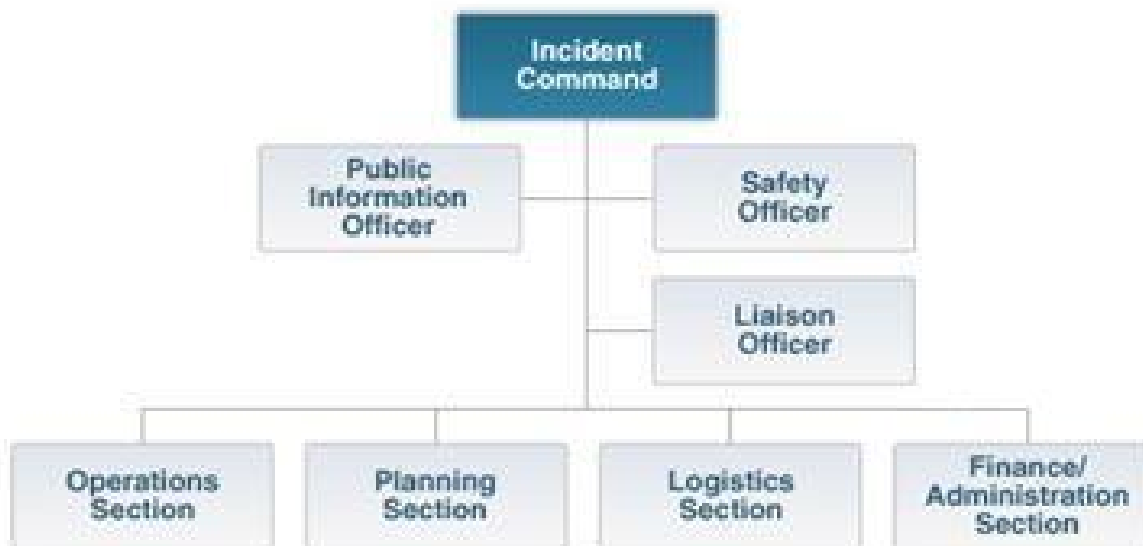 Incident
Command
Public
Information
Officer
Safety
Officer
Liaison
Officer
Operations
Section
Planning
Section
Logistics
Section
Finance/
Administration
Section